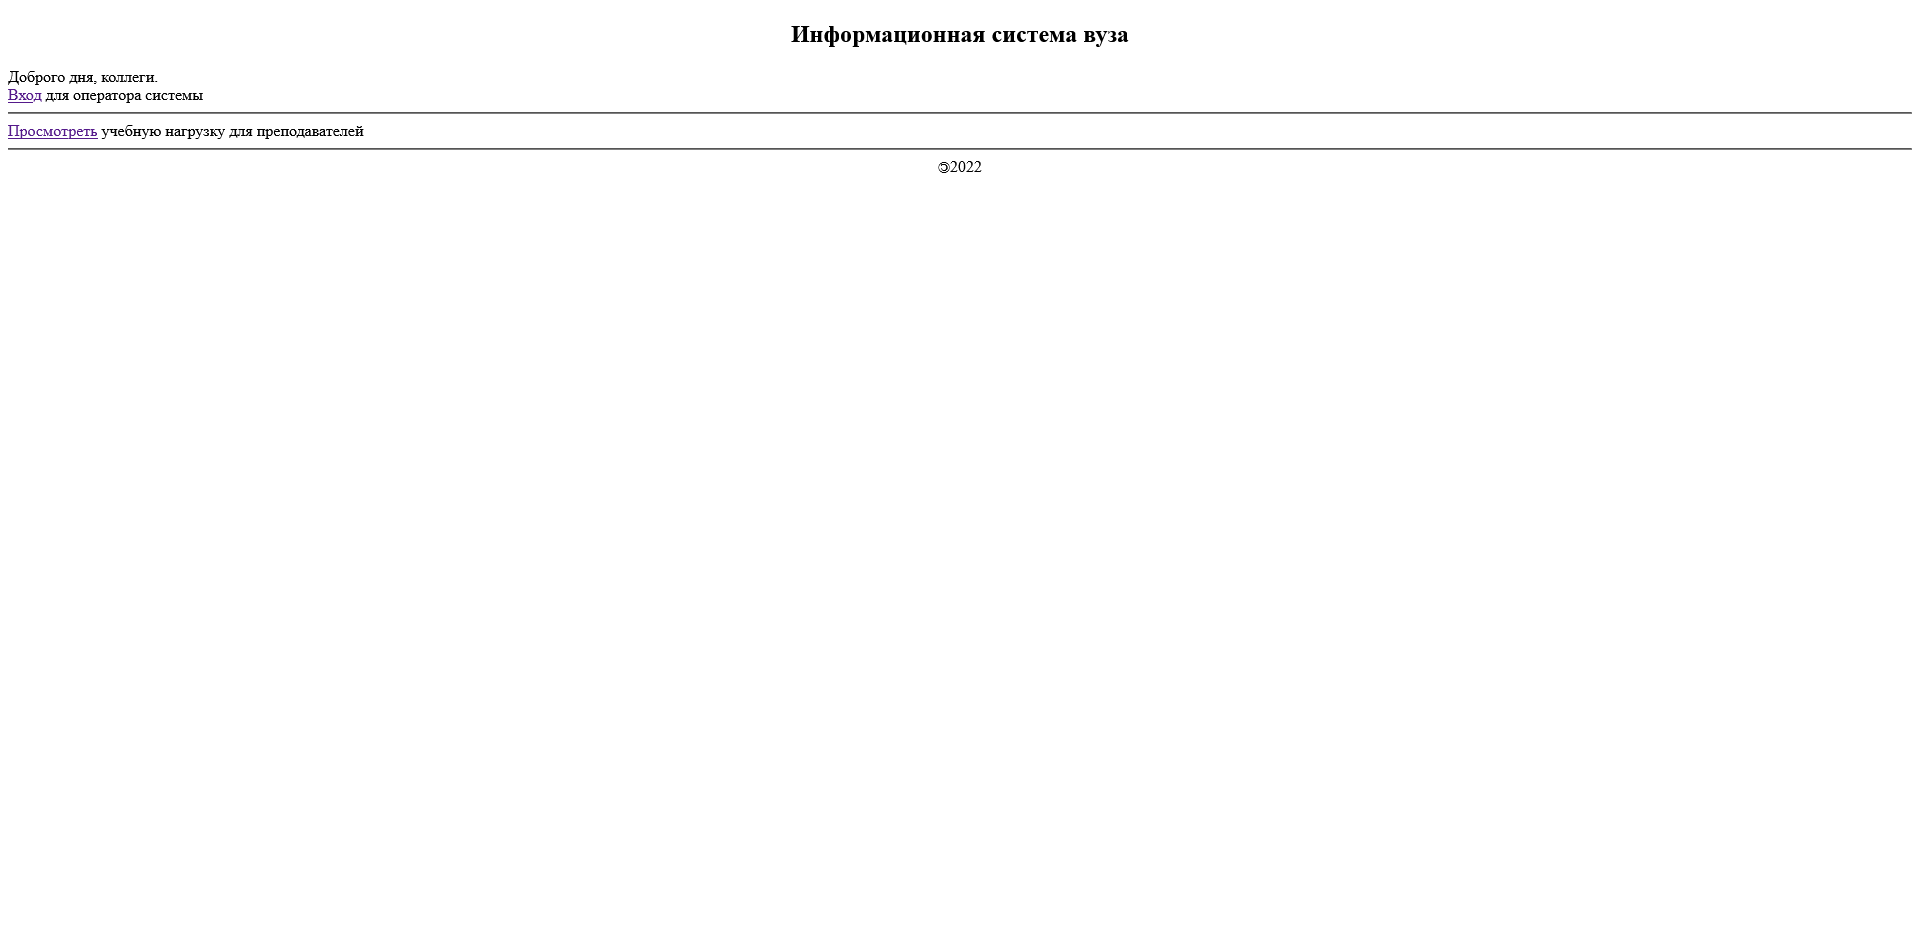 Информационная система вуза
Доброго дня, коллеги.
Вход для оператора системы
Просмотреть учебную нагрузку для преподавателей
🄯2022